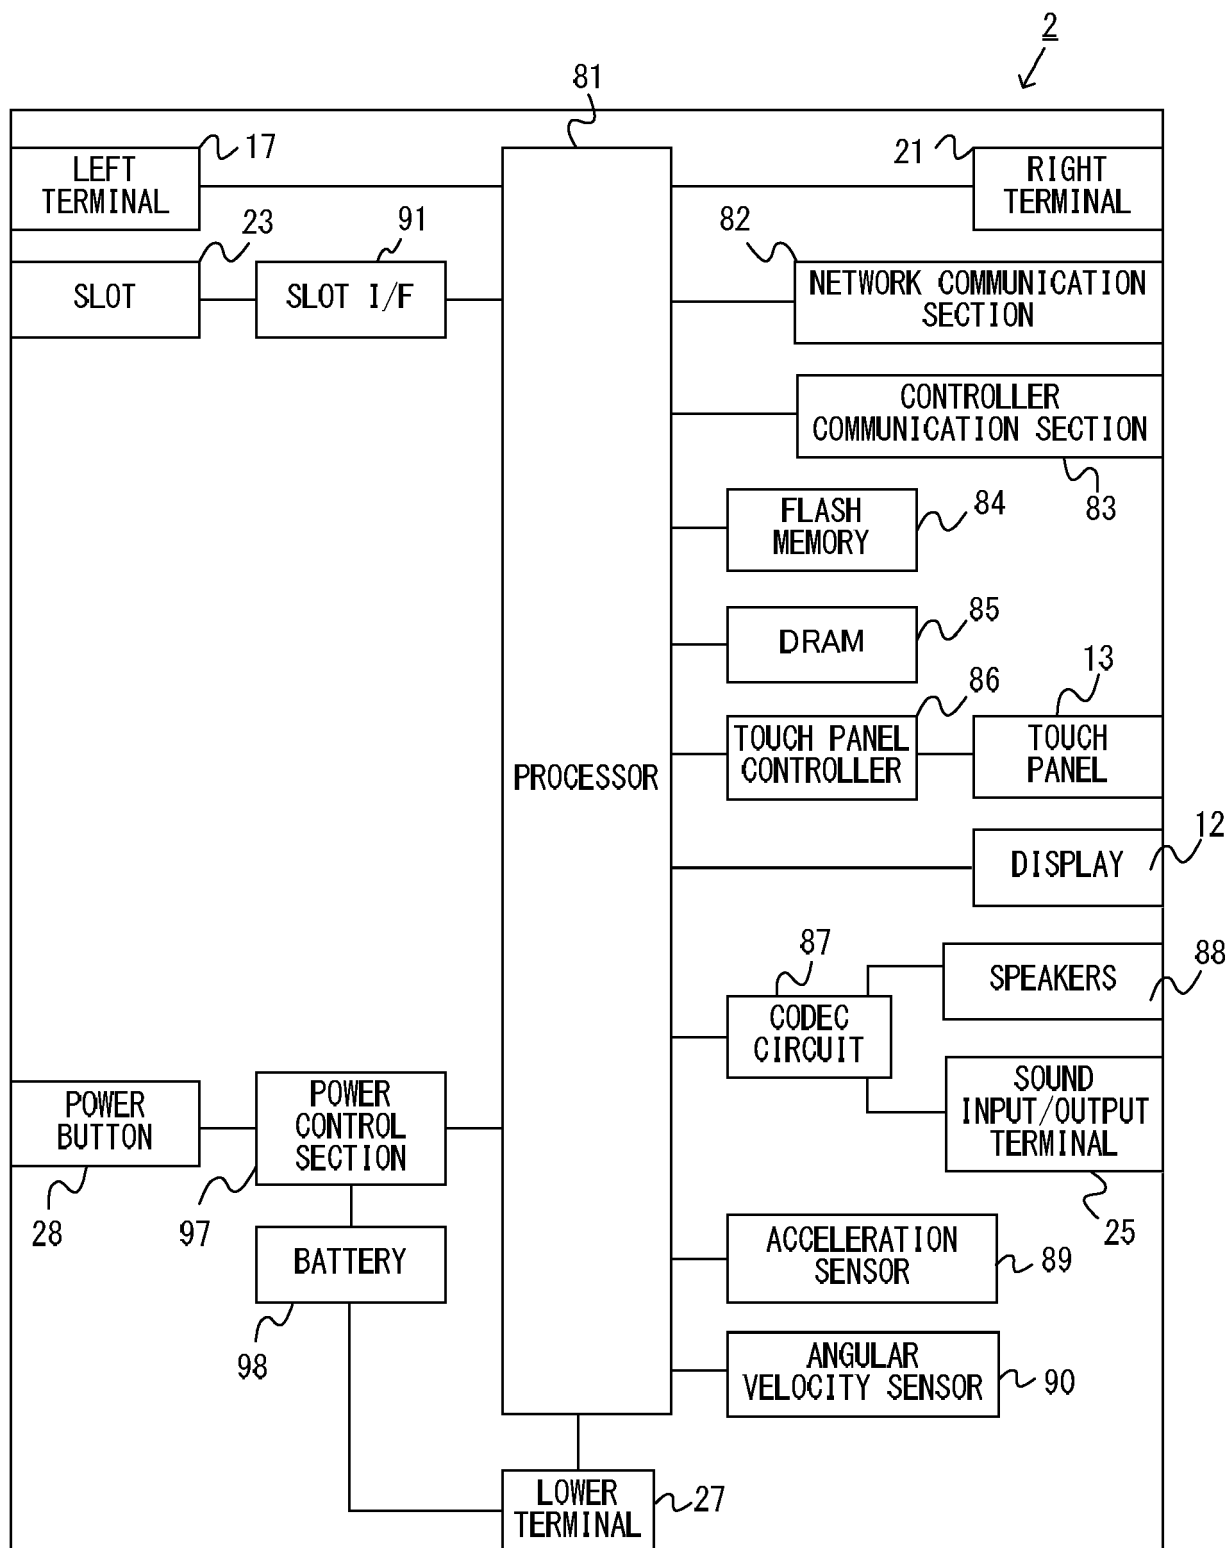 2
81
17
LEFT
TERMINAL
21
RIGHT
TERMINAL
23
SLOT
91
SLOT I/F
82
NETWORK COMMUNICATION
SECTION
CONTROLLER
COMMUNICATION SECTION
83
FLASH
MEMORY
84
DRAM
85
PROCESSOR
86
TOUCH PANEL
CONTROLLER
13
TOUCH
PANEL
DISPLAY
12
87
CODEC
CIRCUIT
SPEAKERS
88
SOUND
INPUT/OUTPUT
TERMINAL
25
POWER
BUTTON
28
POWER
CONTROL
SECTION
97
BATTERY
98
ACCELERATION
SENSOR
89
ANGULAR
VELOCITY SENSOR
90
LOWER
TERMINAL
27